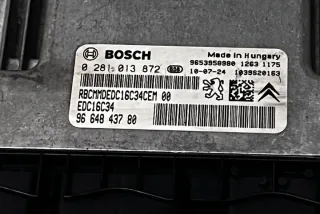 BOSCH
Made in Hungary
0 281 013 872
9653958980 1263 1175
10-07-24 1039S20163
RBCMMDEDC16C34CEM 00
EDC16C34
96 648 437 80